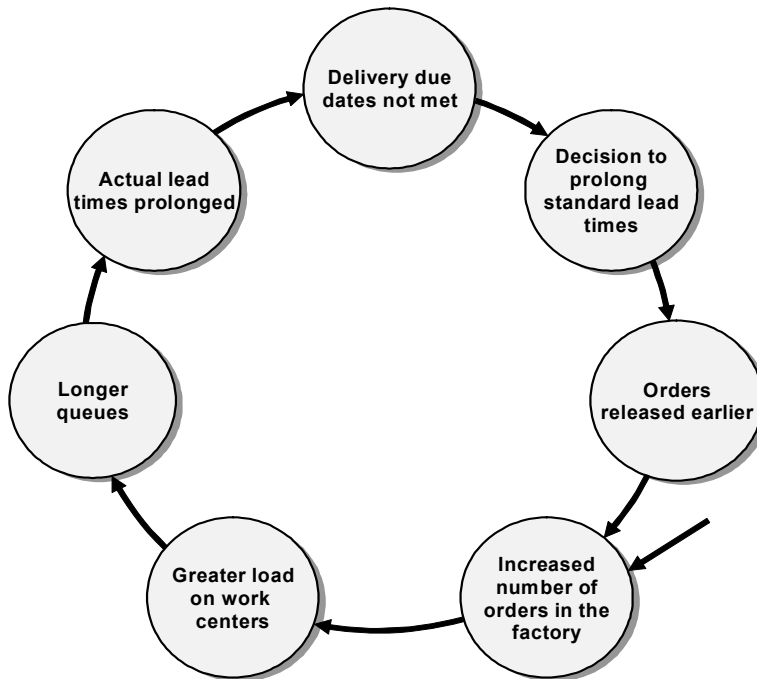 Delivery due
dates not met
Decision to
prolong
standard lead
times
Orders
released earlier
Increased
number of
orders in the
factory
Greater load
on work
centers
Longer
queues
Actual lead
times prolonged